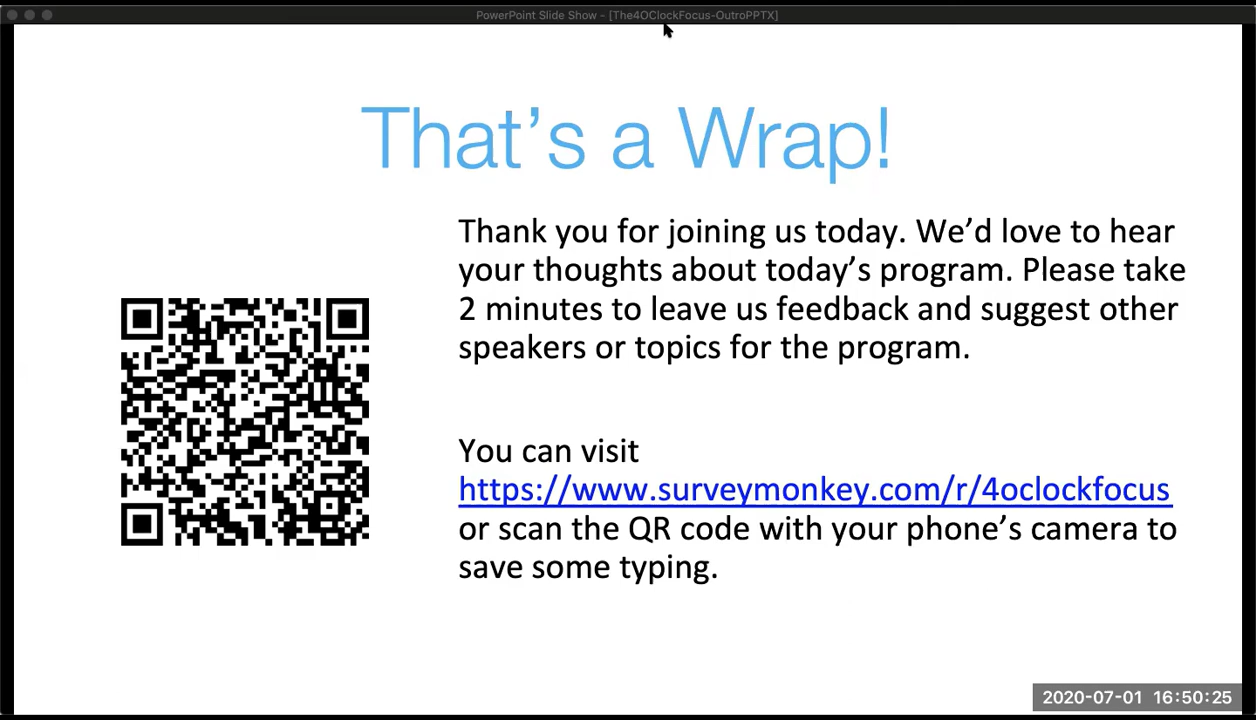 PowerPoint Slide Show - [The4OClockFocus-OutroPPTX]
That's a Wrap!
Thank you for joining us today. We'd love to hear
your thoughts about today's program. Please take
2 minutes to leave us feedback and suggest other
speakers or topics for the program.
You can visit
https://www.surveymonkey.com/r/4oclockfocus
or scan the QR code with your phone's camera to
save some typing.
2020-07-01 16:50:25